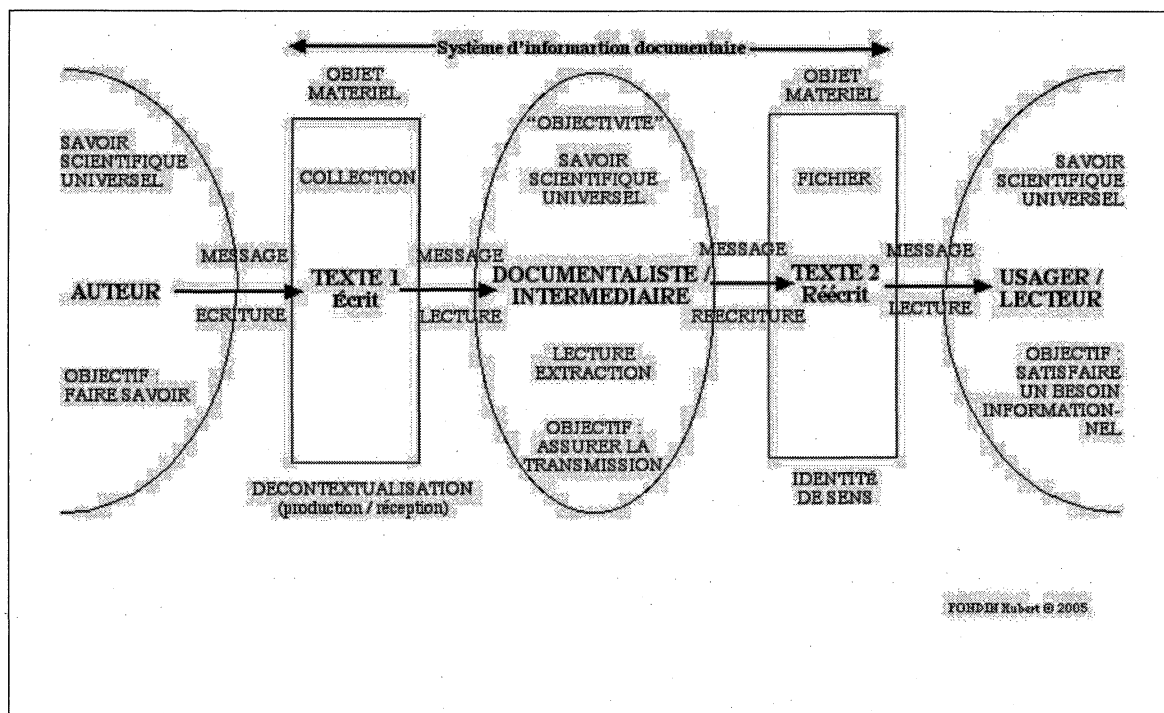 Système d'informartion documentaire
SAVOIR
SCIENTIFIQUE
UNIVERSEL
AUTEUR
OBJECTIF :
FAIRE SAVOIR
MESSAGE
ECRITURE
OBJET
MATERIEL
COLLECTION
TEXTE 1
Écrit
DECONTEXTUALISATION
(production / réception)
MESSAGE
LECTURE
"OBJECTIVITE"
SAVOIR
SCIENTIFIQUE
UNIVERSEL
DOCUMENTALISTE /
INTERMEDIAIRE
LECTURE
EXTRACTION
OBJECTIF :
ASSURER LA
TRANSMISSION
MESSAGE
REECRITURE
OBJET
MATERIEL
FICHIER
TEXTE 2
Réécrit
IDENTITÉ
DE SENS
MESSAGE
LECTURE
SAVOIR
SCIENTIFIQUE
UNIVERSEL
USAGER /
LECTEUR
OBJECTIF :
SATISFAIRE
UN BESOIN
INFORMATION-
NEL
FONDIN Hubert © 2005